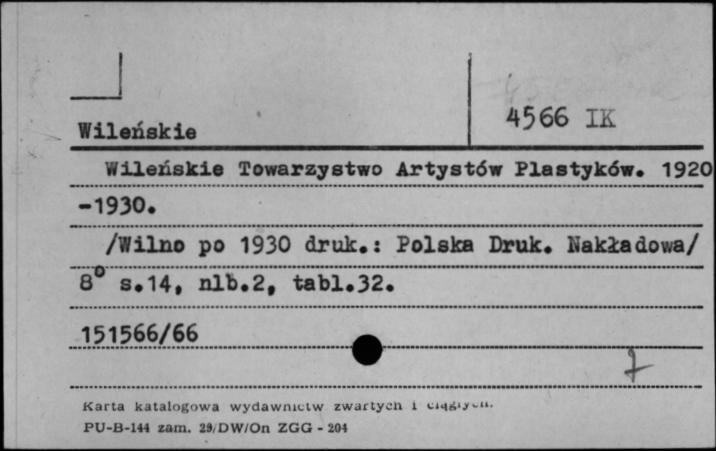 4566 IK
Wileńskie
Wileńskie Towarzystwo Artystów Plastyków. 1920
-1930.
/Wilno po 1930 druk.: Polska Druk. Nakładowa/
8° s.14, nlb.2, tabl.32.
151566/66
Karta katalogowa wydawnictw zwartych i ciągłych.
PU-B-144 zam. 29/DW/On ZGG - 204